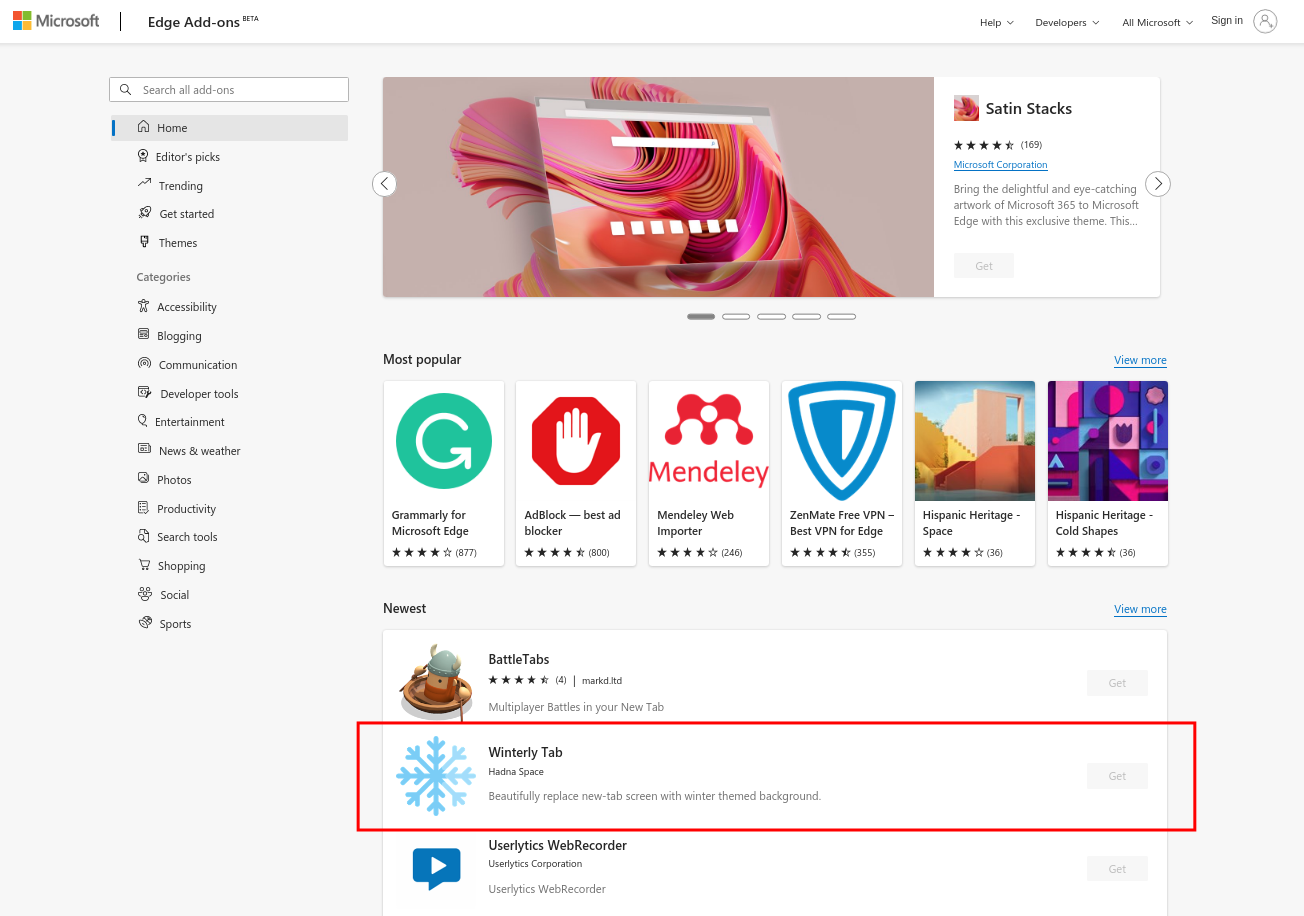 Microsoft
Edge Add-ons BETA
Help
Developers
All Microsoft
Sign in
Search all add-ons
Home
Editor's picks
Trending
Get started
Themes
Categories
Accessibility
Blogging
Communication
Developer tools
Entertainment
News & weather
Photos
Productivity
Search tools
Shopping
Social
Sports
Satin Stacks
(169)
Microsoft Corporation
Bring the delightful and eye-catching
artwork of Microsoft 365 to Microsoft
Edge with this exclusive theme. This...
Get
Most popular
View more
Grammarly for
Microsoft Edge
(877)
AdBlock — best ad
blocker
(800)
Mendeley
Mendeley Web
Importer
(246)
ZenMate Free VPN –
Best VPN for Edge
(355)
Hispanic Heritage -
Space
(36)
Hispanic Heritage -
Cold Shapes
(36)
Newest
View more
BattleTabs
(4) | markd.ltd
Multiplayer Battles in your New Tab
Get
Winterly Tab
Hadna Space
Beautifully replace new-tab screen with winter themed background.
Get
Userlytics WebRecorder
Userlytics Corporation
Userlytics WebRecorder
Get